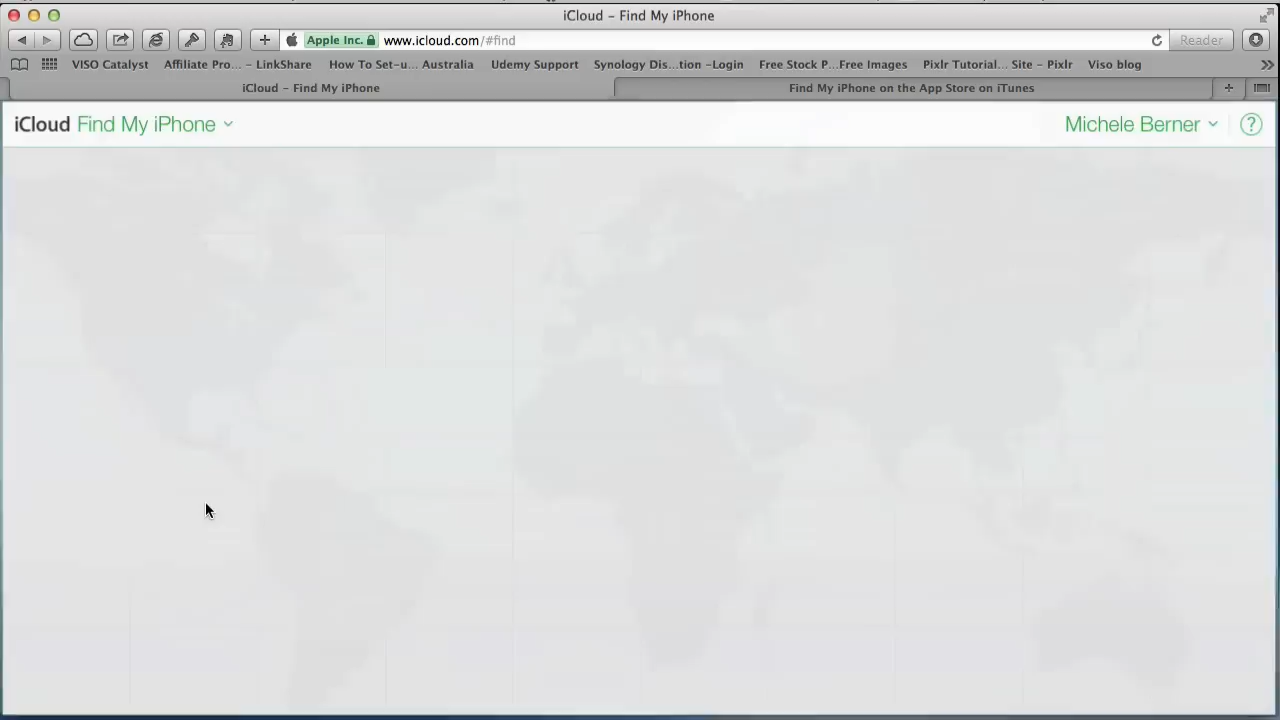 iCloud – Find My iPhone
Apple Inc. www.icloud.com/#find Reader
VISO Catalyst Affiliate Pro... – LinkShare How To Set-u... Australia Udemy Support Synology Dis...tion -Login Free Stock P...Free Images Pixlr Tutorial... Site – Pixlr Viso blog
iCloud – Find My iPhone Find My iPhone on the App Store on iTunes
iCloud Find My iPhone Michele Berner ?